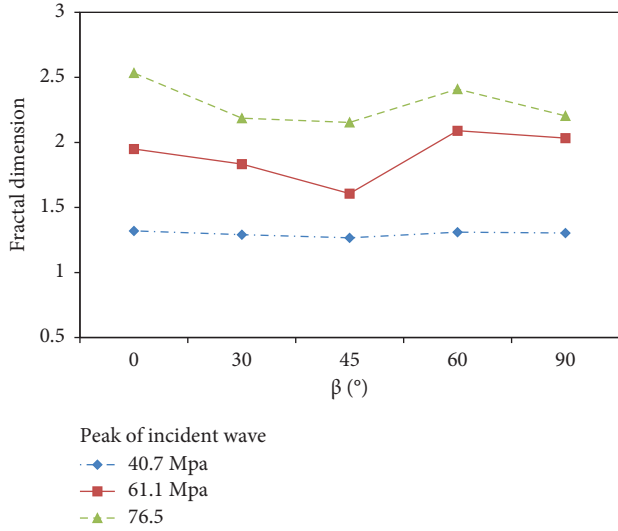 3
2.5
2
1.5
1
0.5
Fractal dimension
0 30 45 60 90
β (°)
Peak of incident wave
40.7 Mpa
61.1 Mpa
76.5